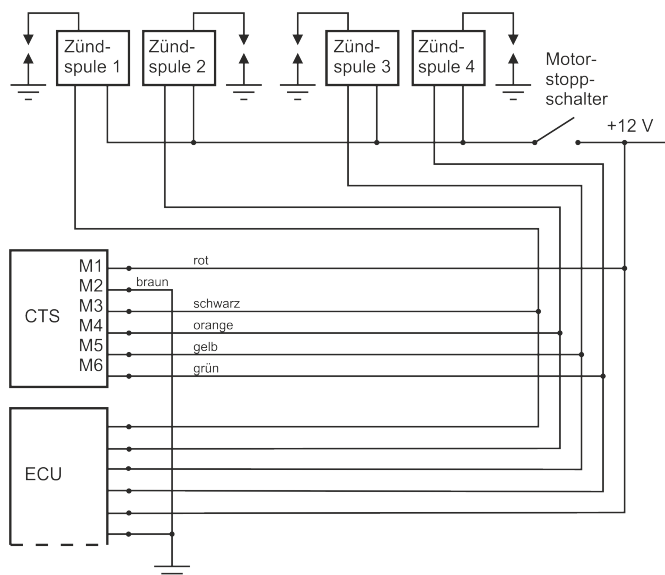 Zünd-
spule 1
Zünd-
spule 2
Zünd-
spule 3
Zünd-
spule 4
Motor-
stopp-
schalter
+12 V
CTS
M1
M2
M3
M4
M5
M6
rot
braun
schwarz
orange
gelb
grün
ECU